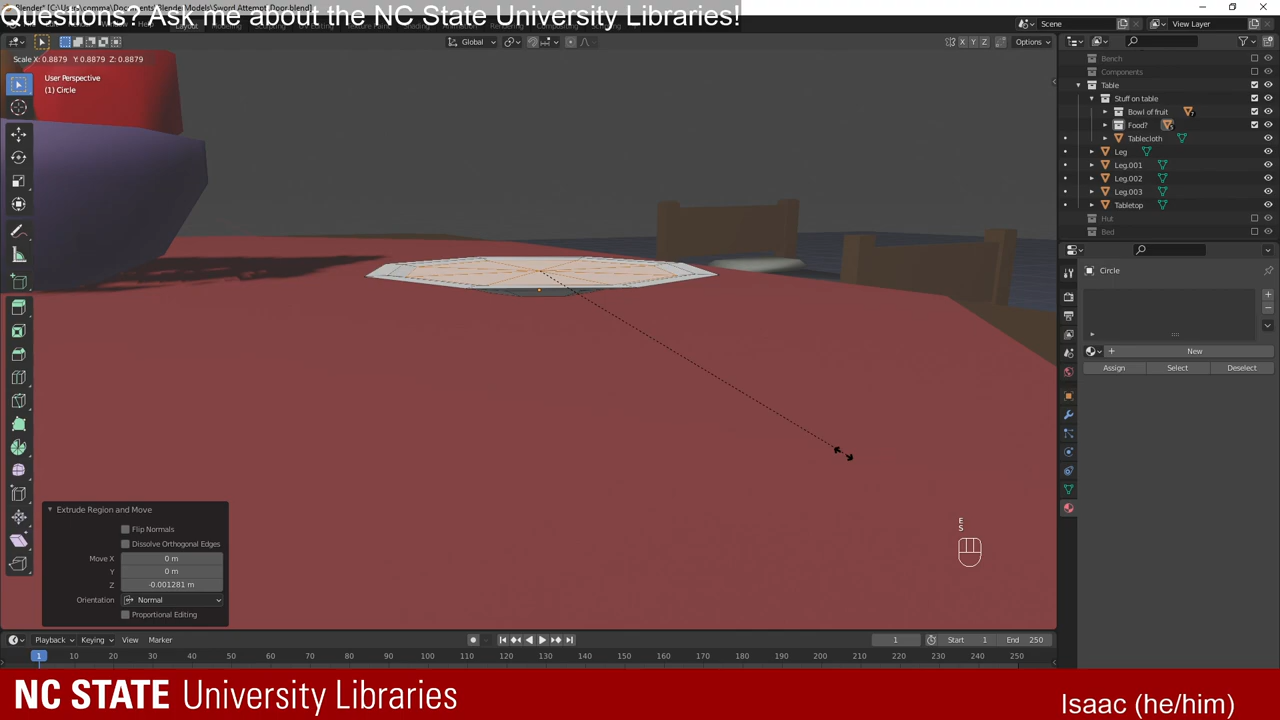 Questions? Ask me about the NC State University Libraries!
Scene
View Layer
Global
X Y Z
Options
Scale X: 0.8879 Y: 0.8879 Z: 0.8879
User Perspective
(1) Circle
Bench
Components
Table
Stuff on table
Bowl of fruit
Food?
Tablecloth
Leg
Leg.001
Leg.002
Leg.003
Tabletop
Hut
Bed
Circle
New
Assign
Select
Deselect
Extrude Region and Move
Flip Normals
Dissolve Orthogonal Edges
Move X 0 m
Y 0 m
Z -0.001281 m
Orientation Normal
Proportional Editing
E
S
Playback Keying View Marker
1 Start 1 End 250
1 10 20 30 40 50 60 70 80 90 100 110 120 130 140 150 160 170 180 190 200 210 220 230 240 250
NC STATE University Libraries
Isaac (he/him)